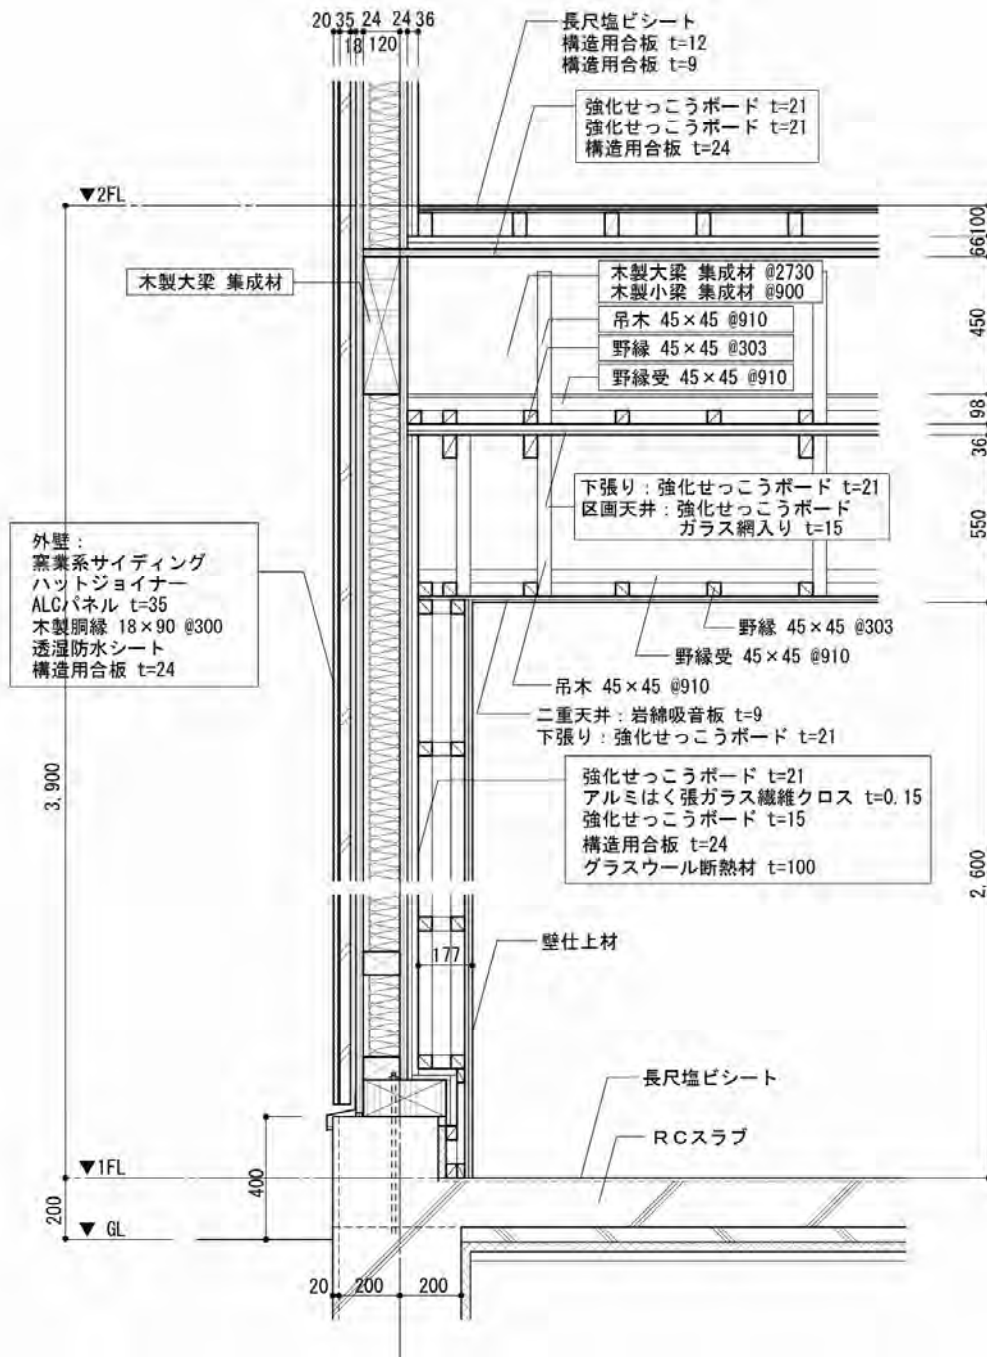 20 35 24 24 36
18 120
長尺塩ビシート
構造用合板 t=12
構造用合板 t=9
強化せっこうボード t=21
強化せっこうボード t=21
構造用合板 t=24
▼2FL
100
66
木製大梁 集成材
木製大梁 集成材 @2730
木製小梁 集成材 @900
吊木 45×45 @910
野縁 45×45 @303
野縁受 45×45 @910
450
98
36
下張り：強化せっこうボード t=21
区画天井：強化せっこうボード
ガラス網入り t=15
550
外壁：
窯業系サイディング
ハットジョイナー
ALCパネル t=35
木製胴縁 18×90 @300
透湿防水シート
構造用合板 t=24
野縁 45×45 @303
野縁受 45×45 @910
吊木 45×45 @910
二重天井：岩綿吸音板 t=9
下張り：強化せっこうボード t=21
3,900
強化せっこうボード t=21
アルミはく張ガラス繊維クロス t=0.15
強化せっこうボード t=15
構造用合板 t=24
グラスウール断熱材 t=100
2,600
壁仕上材
177
長尺塩ビシート
RCスラブ
▼1FL
400
200
▼ GL
20 200 200